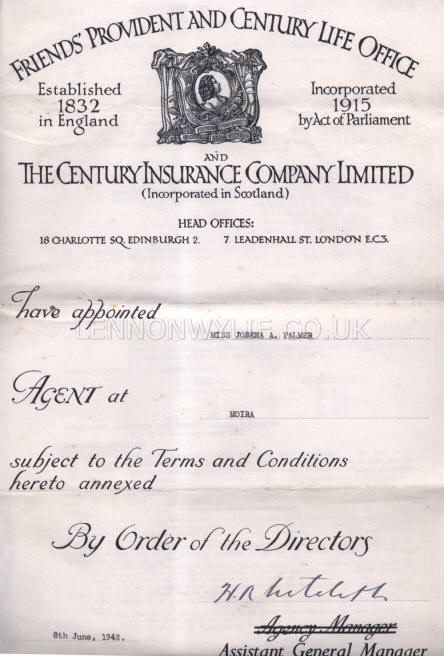 FRIENDS' PROVIDENT AND CENTURY LIFE OFFICE
Established
1832
in England
Incorporated
1915
by Act of Parliament
AND
THE CENTURY INSURANCE COMPANY LIMITED
(Incorporated in Scotland)
HEAD OFFICES:
18 CHARLOTTE SQ. EDINBURGH 2. 7 LEADENHALL ST. LONDON E.C.3.
have appointed
LENNONWYLIE.CO.UK
MISS JOBENA A. PALMER
AGENT at
MOIRA
subject to the Terms and Conditions
hereto annexed
By Order of the Directors
Agency Manager
8th June, 1942.
Assistant General Manager